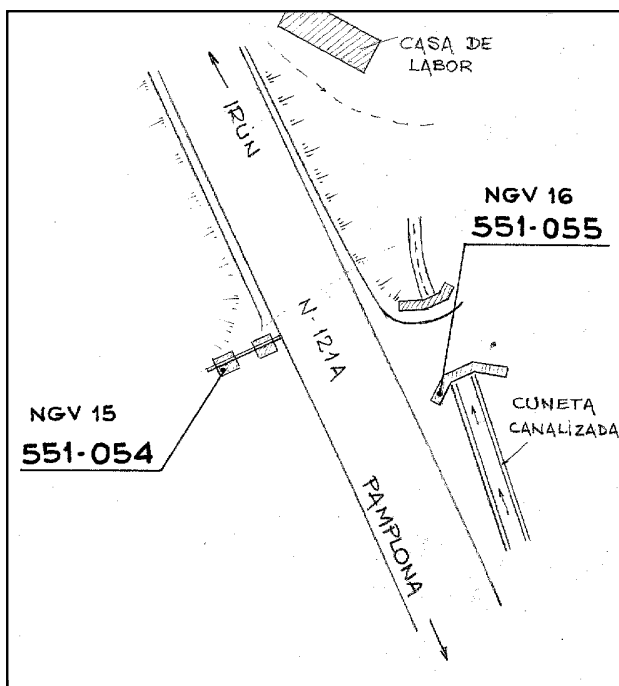 CASA DE
LABOR
IRÚN
NGV 16
551-055
N-121A
NGV 15
551-054
CUNETA
CANALIZADA
PAMPLONA